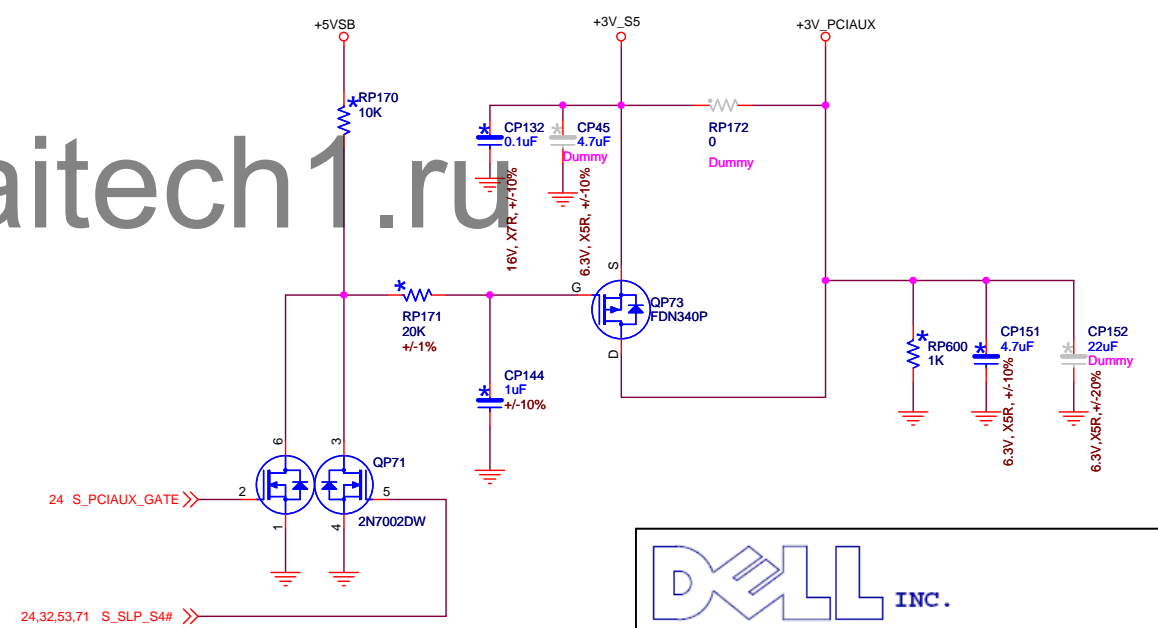 +5VSB
+3V_S5
+3V_PCIAUX
RP170
10K
CP132
0.1uF
16V, X7R, +/-10%
CP45
4.7uF
Dummy
6.3V, X5R, +/-10%
RP172
0
Dummy
aitech1.ru
RP171
20K
+/-1%
G
S
D
QP73
FDN340P
CP144
1uF
+/-10%
RP600
1K
CP151
4.7uF
6.3V, X5R, +/-10%
CP152
22uF
Dummy
6.3V,X5R,+/-20%
6
3
QP71
24 S_PCIAUX_GATE
2
5
1
4
2N7002DW
24,32,53,71 S_SLP_S4#
DELL INC.